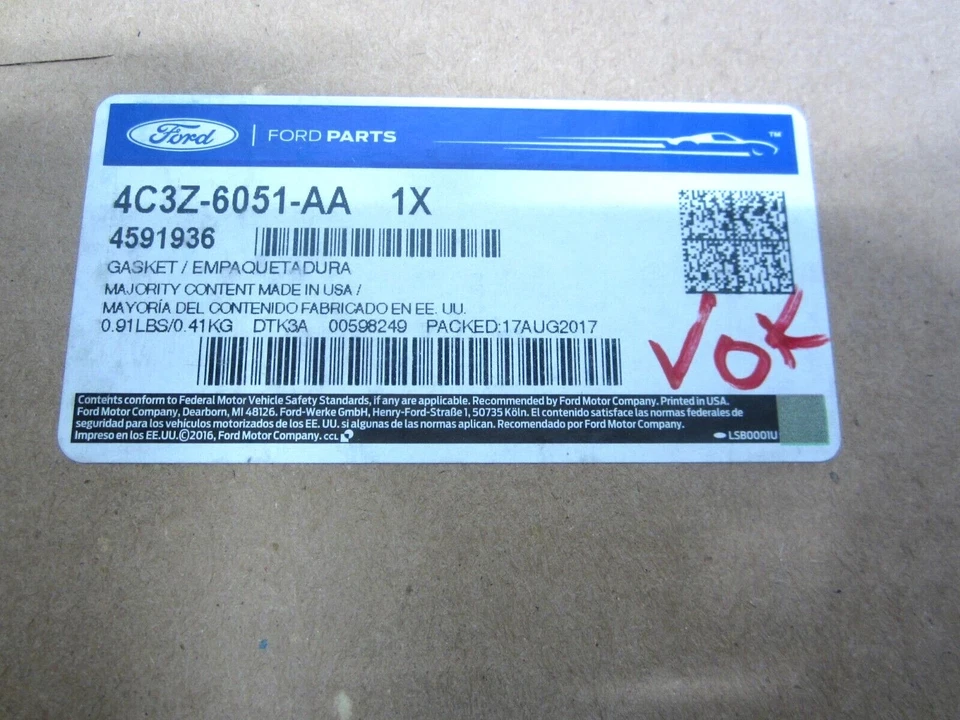 Ford | FORD PARTS ™
4C3Z-6051-AA 1X
4591936
GASKET / EMPAQUETADURA
MAJORITY CONTENT MADE IN USA /
MAYORÍA DEL CONTENIDO FABRICADO EN EE. UU.
0.91LBS/0.41KG DTK3A 00598249 PACKED:17AUG2017
√ OK
Contents conform to Federal Motor Vehicle Safety Standards, if any are applicable. Recommended by Ford Motor Company. Printed in USA.
Ford Motor Company, Dearborn, MI 48126. Ford-Werke GmbH, Henry-Ford-Straße 1, 50735 Köln. El contenido satisface las normas federales de
seguridad para los vehículos motorizados de los EE. UU. si algunas de las normas aplican. Recomendado por Ford Motor Company.
Impreso en los EE.UU.©2016, Ford Motor Company. CCL
LSB0001U